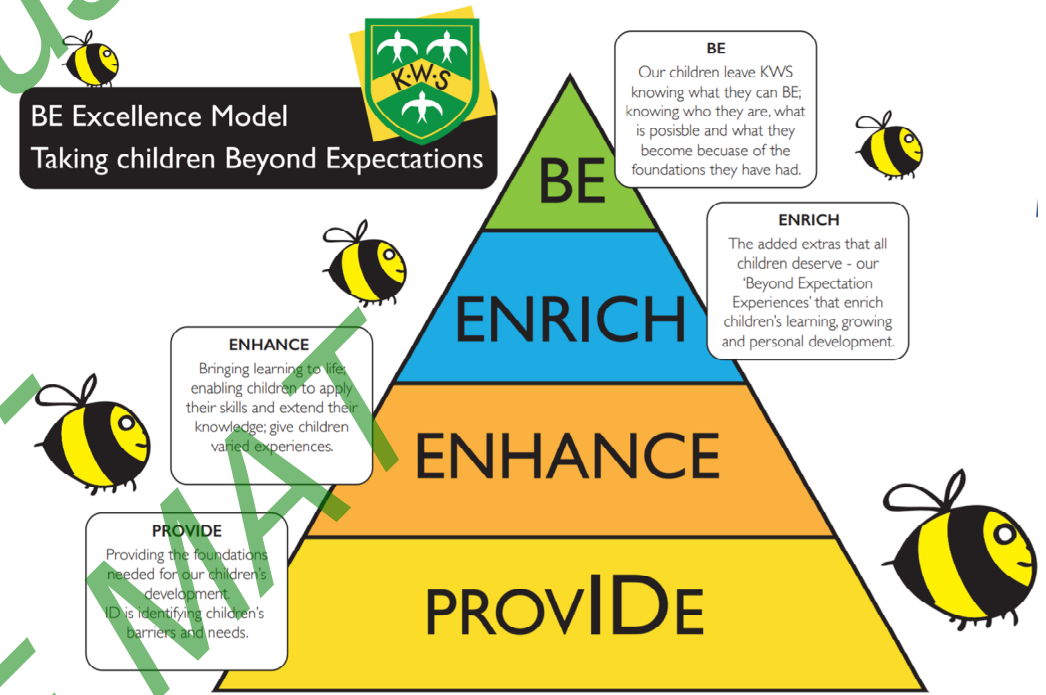 BE Excellence Model
Taking children Beyond Expectations
K·W·S
BE
Our children leave KWS
knowing what they can BE;
knowing who they are, what
is posisble and what they
become becuase of the
foundations they have had.
BE
ENRICH
The added extras that all
children deserve - our
‘Beyond Expectation
Experiences’ that enrich
children's learning, growing
and personal development.
ENRICH
ENHANCE
Bringing learning to life;
enabling children to apply
their skills and extend their
knowledge; give children
varied experiences.
ENHANCE
PROVIDE
Providing the foundations
needed for our children's
development.
ID is identifying children's
barriers and needs.
PROVIDE
MAT